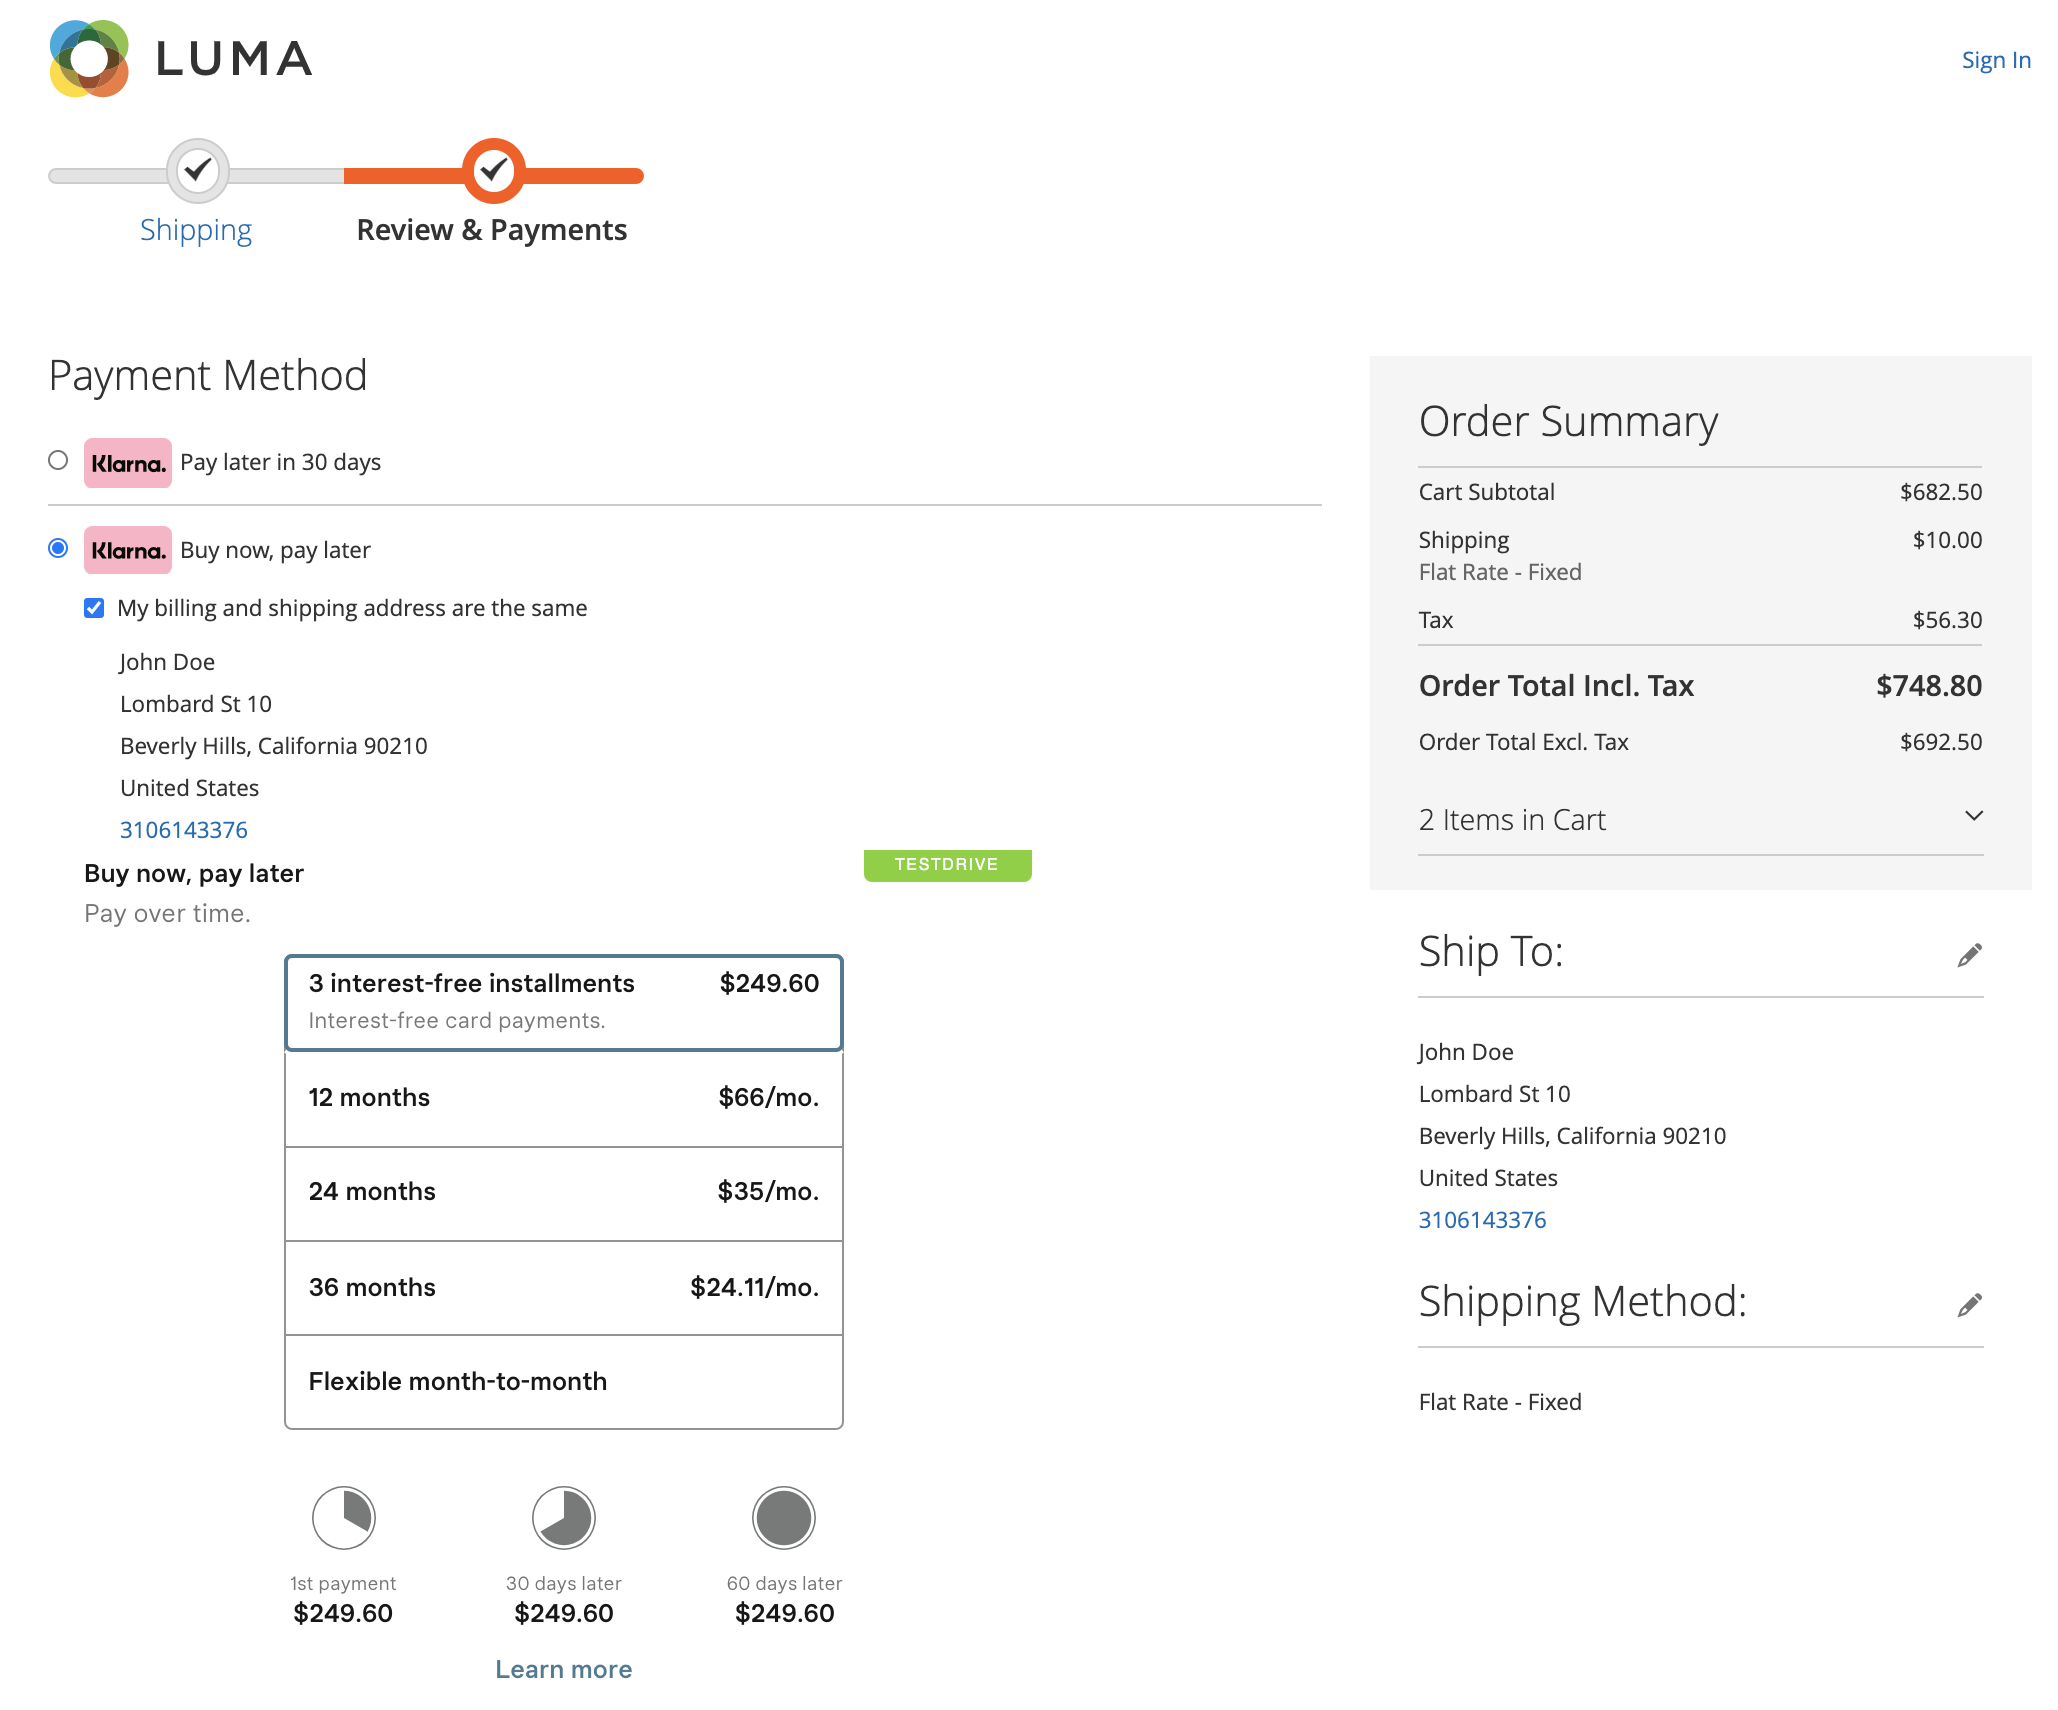 LUMA
Sign In
Shipping
Review & Payments
Payment Method
Klarna. Pay later in 30 days
Klarna. Buy now, pay later
My billing and shipping address are the same
John Doe
Lombard St 10
Beverly Hills, California 90210
United States
3106143376
Buy now, pay later
TESTDRIVE
Pay over time.
3 interest-free installments $249.60
Interest-free card payments.
12 months $66/mo.
24 months $35/mo.
36 months $24.11/mo.
Flexible month-to-month
1st payment 30 days later 60 days later
$249.60 $249.60 $249.60
Learn more
Order Summary
Cart Subtotal $682.50
Shipping $10.00
Flat Rate - Fixed
Tax $56.30
Order Total Incl. Tax $748.80
Order Total Excl. Tax $692.50
2 Items in Cart
Ship To:
John Doe
Lombard St 10
Beverly Hills, California 90210
United States
3106143376
Shipping Method:
Flat Rate - Fixed